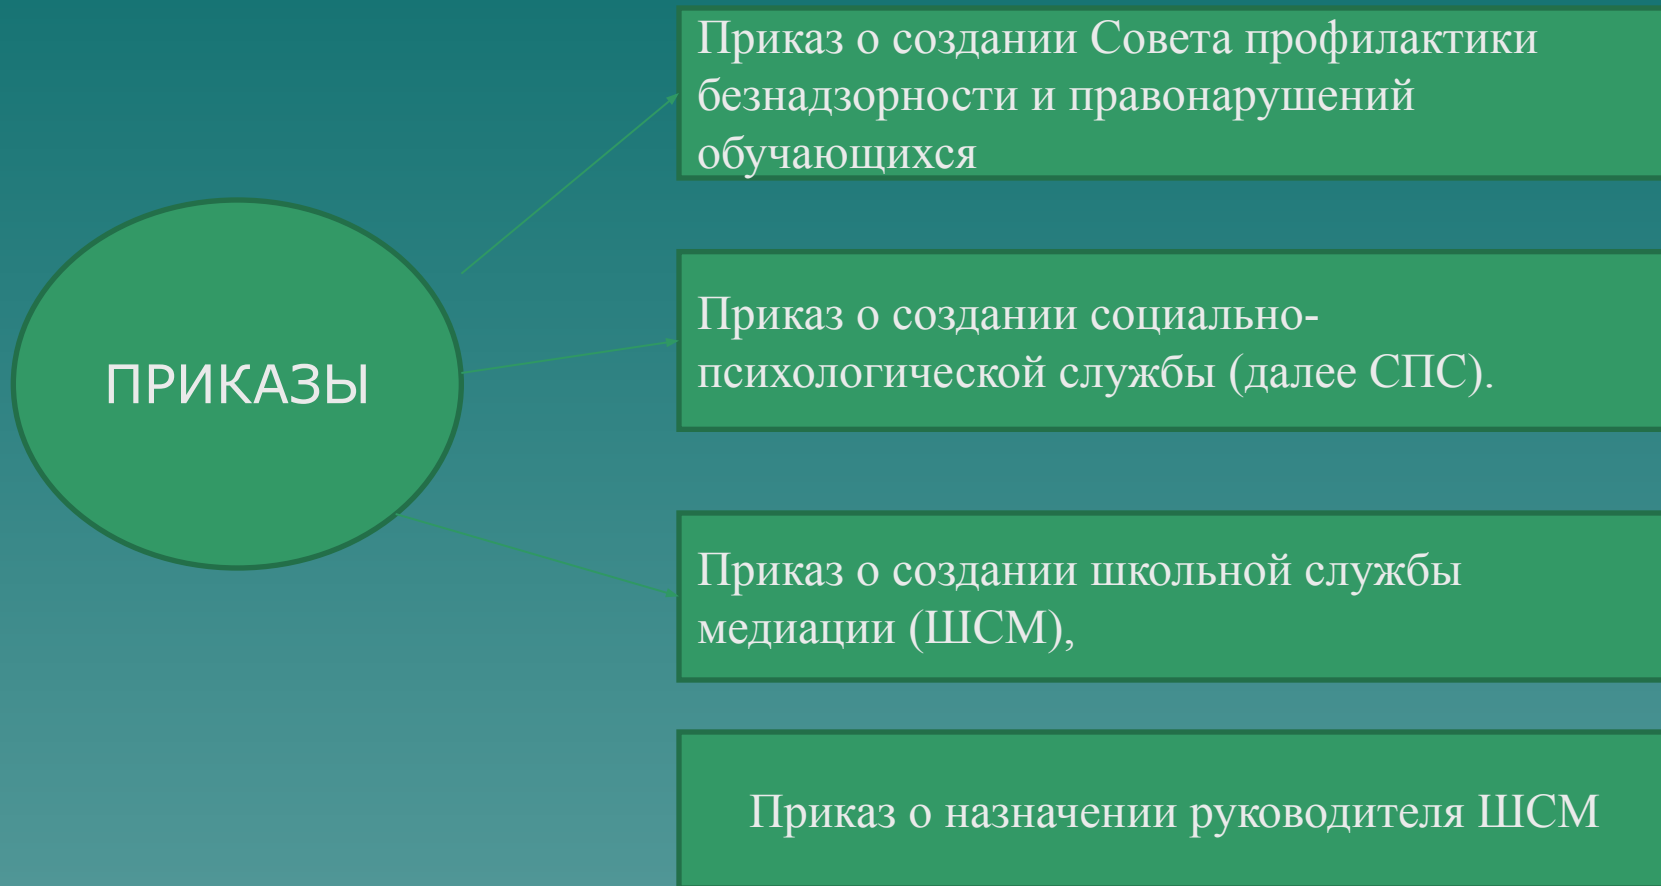 Приказ о создании Совета профилактики
безнадзорности и правонарушений
обучающихся
ПРИКАЗЫ
Приказ о создании социально-
психологической службы (далее СПС).
Приказ о создании школьной службы
медиации (ШСМ),
Приказ о назначении руководителя ШСМ